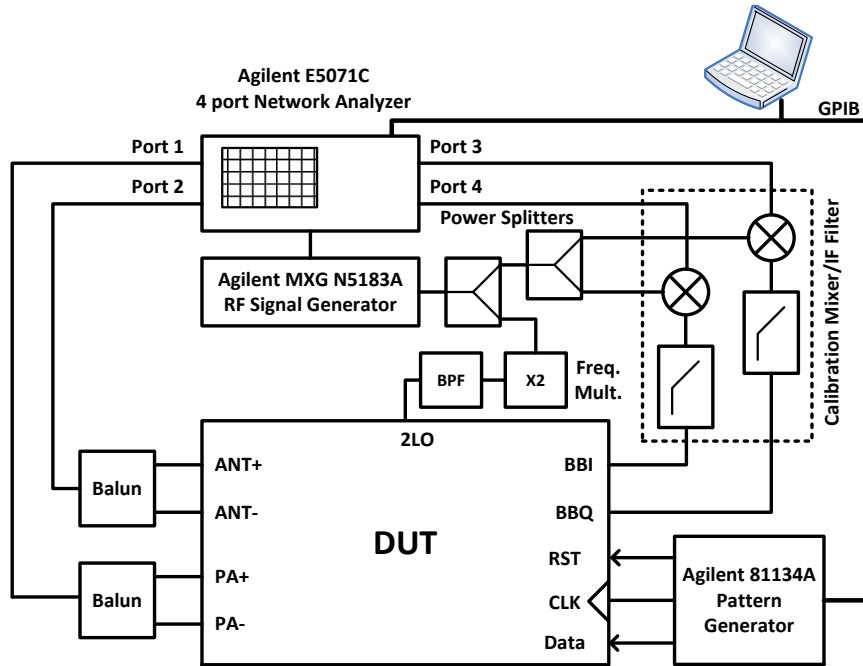 Agilent E5071C
4 port Network Analyzer
GPIB
Port 1
Port 3
Port 2
Port 4
Power Splitters
Agilent MXG N5183A
RF Signal Generator
Calibration Mixer/IF Filter
BPF
X2
Freq.
Mult.
2LO
ANT+
BBI
Balun
ANT-
BBQ
DUT
RST
PA+
Balun
CLK
PA-
Data
Agilent 81134A
Pattern
Generator